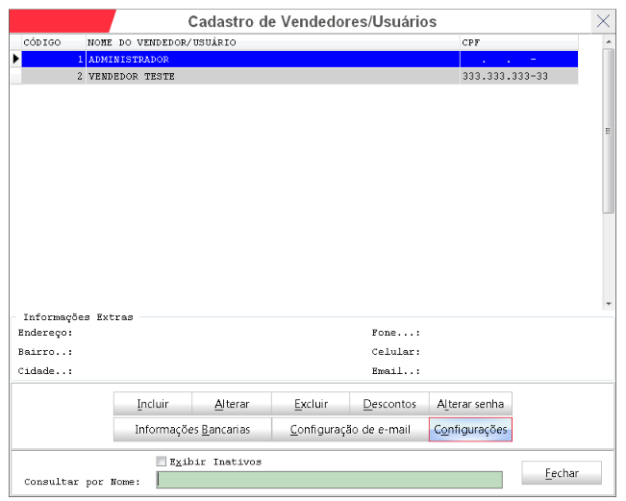 Cadastro de Vendedores/Usuários
CÓDIGO NOME DO VENDEDOR/USUÁRIO CPF
1 ADMINISTRADOR . . -
2 VENDEDOR TESTE 333.333.333-33
Informações Extras
Endereço: Fone...:
Bairro..: Celular:
Cidade..: Email..:
Incluir Alterar Excluir Descontos Alterar senha
Informações Bancarias Configuração de e-mail Configurações
Exibir Inativos
Consultar por Nome: Fechar